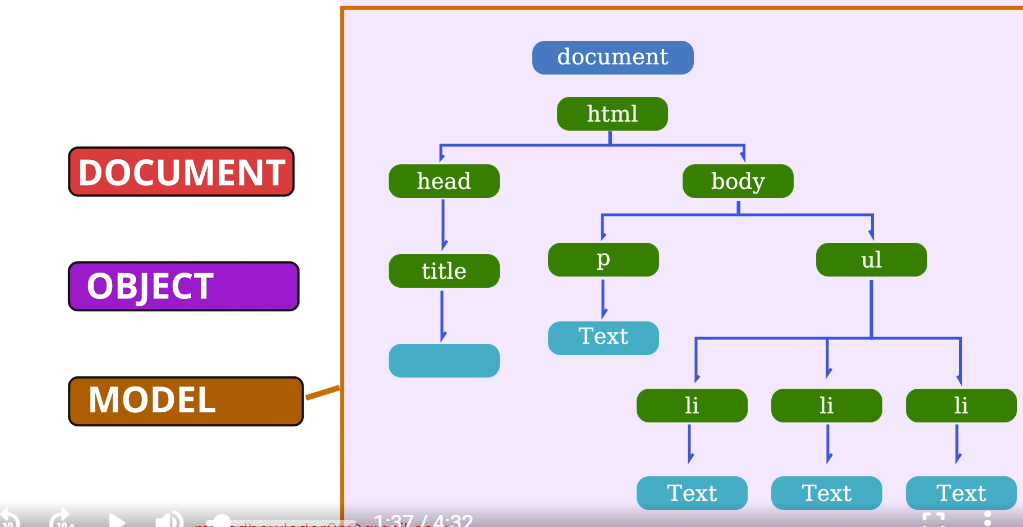 DOCUMENT
OBJECT
MODEL
document
html
head
body
title
p
ul
Text
li
li
li
Text
Text
Text
1:37 / 4:32